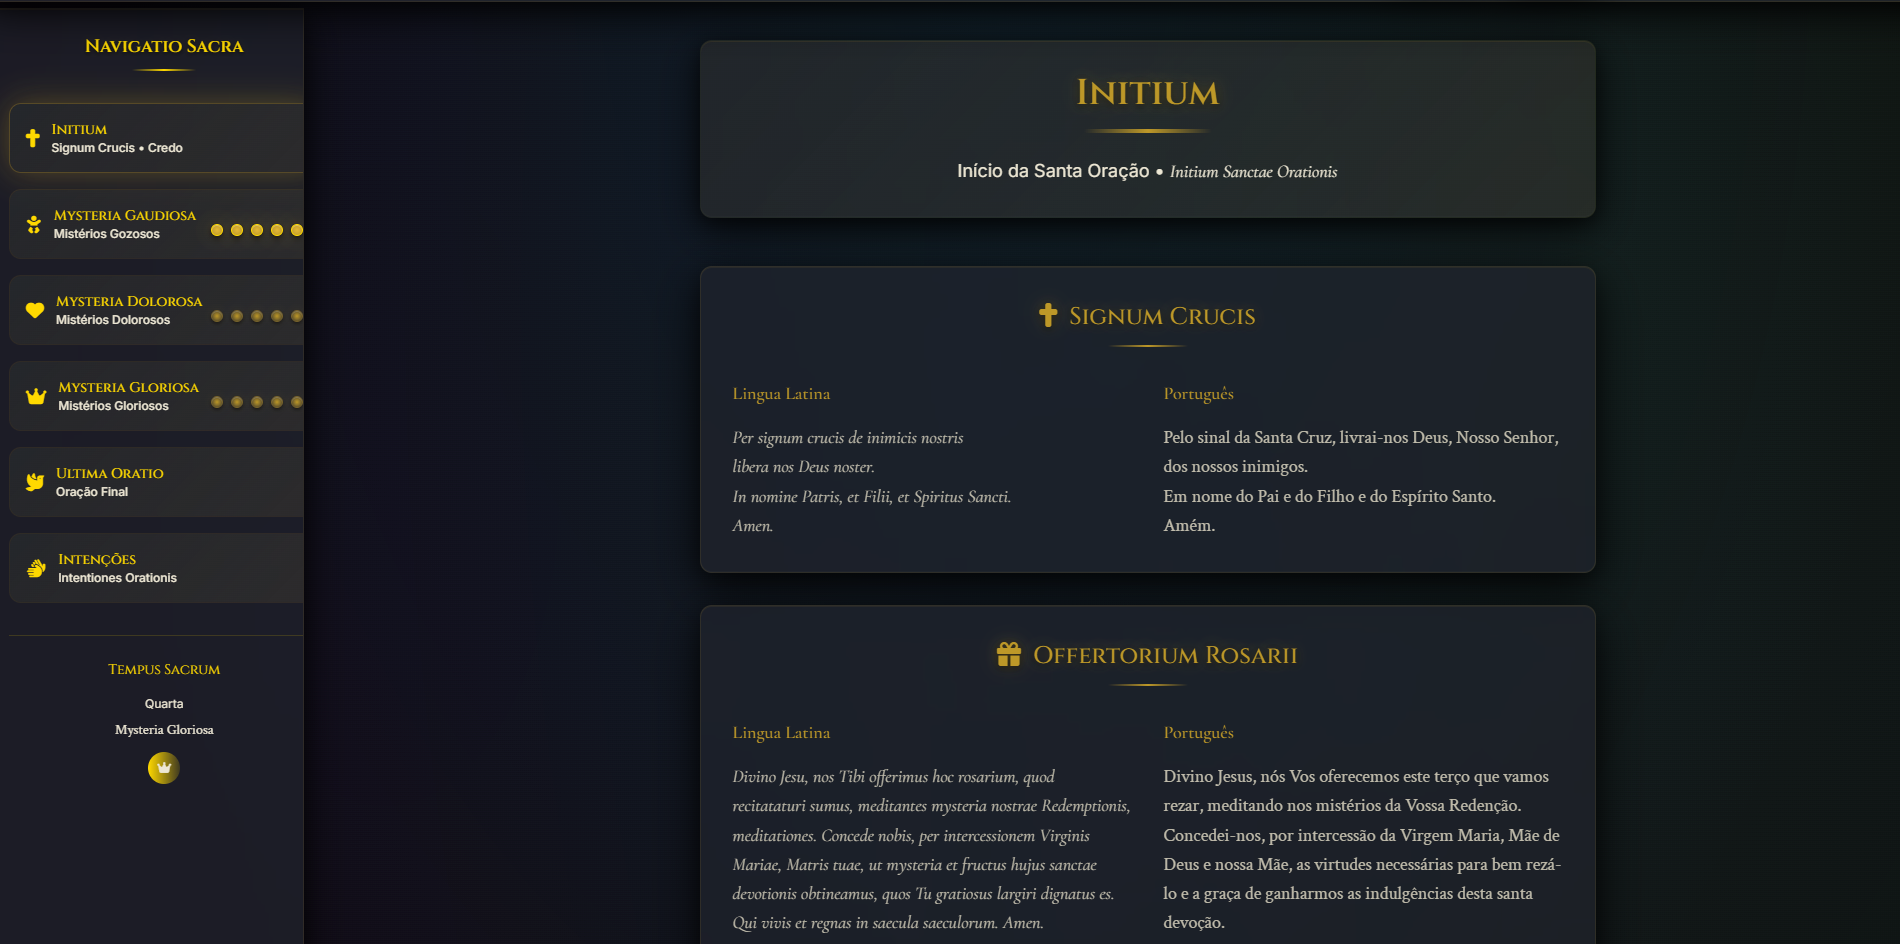 Navigatio Sacra
Initium
Signum Crucis • Credo
Mysteria Gaudiosa
Mistérios Gozosos
Mysteria Dolorosa
Mistérios Dolorosos
Mysteria Gloriosa
Mistérios Gloriosos
Ultima Oratio
Oração Final
Intenções
Intentiones Orationis
Tempus Sacrum
Quarta
Mysteria Gloriosa
Initium
Início da Santa Oração • Initium Sanctae Orationis
Signum Crucis
Lingua Latina
Per signum crucis de inimicis nostris
libera nos Deus noster.
In nomine Patris, et Filii, et Spiritus Sancti.
Amen.
Português
Pelo sinal da Santa Cruz, livrai-nos Deus, Nosso Senhor,
dos nossos inimigos.
Em nome do Pai e do Filho e do Espírito Santo.
Amém.
Offertorium Rosarii
Lingua Latina
Divino Jesu, nos Tibi offerimus hoc rosarium, quod
recitataturi sumus, meditantes mysteria nostrae Redemptionis,
meditationes. Concede nobis, per intercessionem Virginis
Mariae, Matris tuae, ut mysteria et fructus hujus sanctae
devotionis obtineamus, quos Tu gratiosus largiri dignatus es.
Qui vivis et regnas in saecula saeculorum. Amen.
Português
Divino Jesus, nós Vos oferecemos este terço que vamos
rezar, meditando nos mistérios da Vossa Redenção.
Concedei-nos, por intercessão da Virgem Maria, Mãe de
Deus e nossa Mãe, as virtudes necessárias para bem rezá-
lo e a graça de ganharmos as indulgências desta santa
devoção.